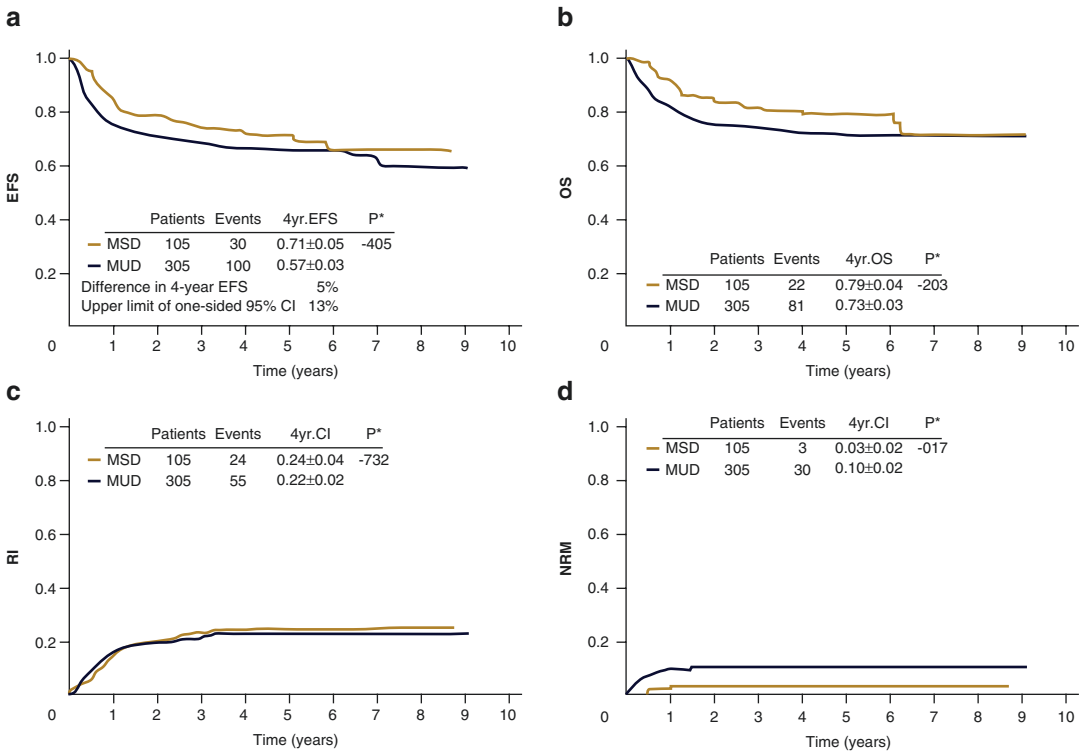 a
1.0
0.8
0.6
0.4
0.2
EFS
Patients Events 4yr.EFS P*
MSD 105 30 0.71±0.05 -405
MUD 305 100 0.57±0.03
Difference in 4-year EFS 5%
Upper limit of one-sided 95% CI 13%
0 1 2 3 4 5 6 7 8 9 10
Time (years)
b
1.0
0.8
0.6
0.4
0.2
OS
Patients Events 4yr.OS P*
MSD 105 22 0.79±0.04 -203
MUD 305 81 0.73±0.03
0 1 2 3 4 5 6 7 8 9 10
Time (years)
c
1.0
0.8
0.6
0.4
0.2
RI
Patients Events 4yr.CI P*
MSD 105 24 0.24±0.04 -732
MUD 305 55 0.22±0.02
0 1 2 3 4 5 6 7 8 9 10
Time (years)
d
1.0
0.8
0.6
0.4
0.2
NRM
Patients Events 4yr.CI P*
MSD 105 3 0.03±0.02 -017
MUD 305 30 0.10±0.02
0 1 2 3 4 5 6 7 8 9 10
Time (years)